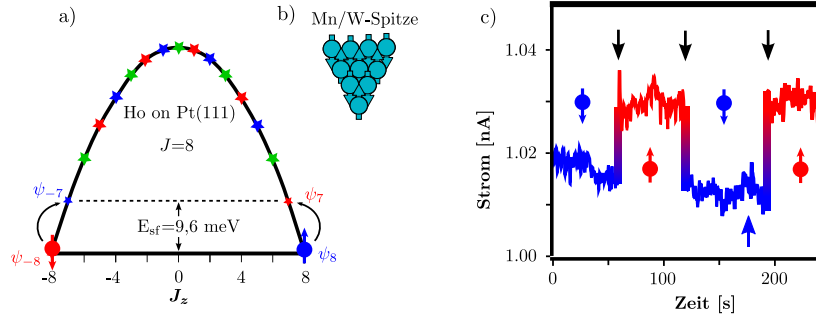 a)
b)
c)
Mn/W-Spitze
Ho on Pt(111)
J=8
ψ₋₇
ψ₇
E_sf=9,6 meV
ψ₋₈
ψ₈
-8
-4
0
4
8
J_z
Strom [nA]
1.04
1.02
1.00
0
100
200
Zeit [s]